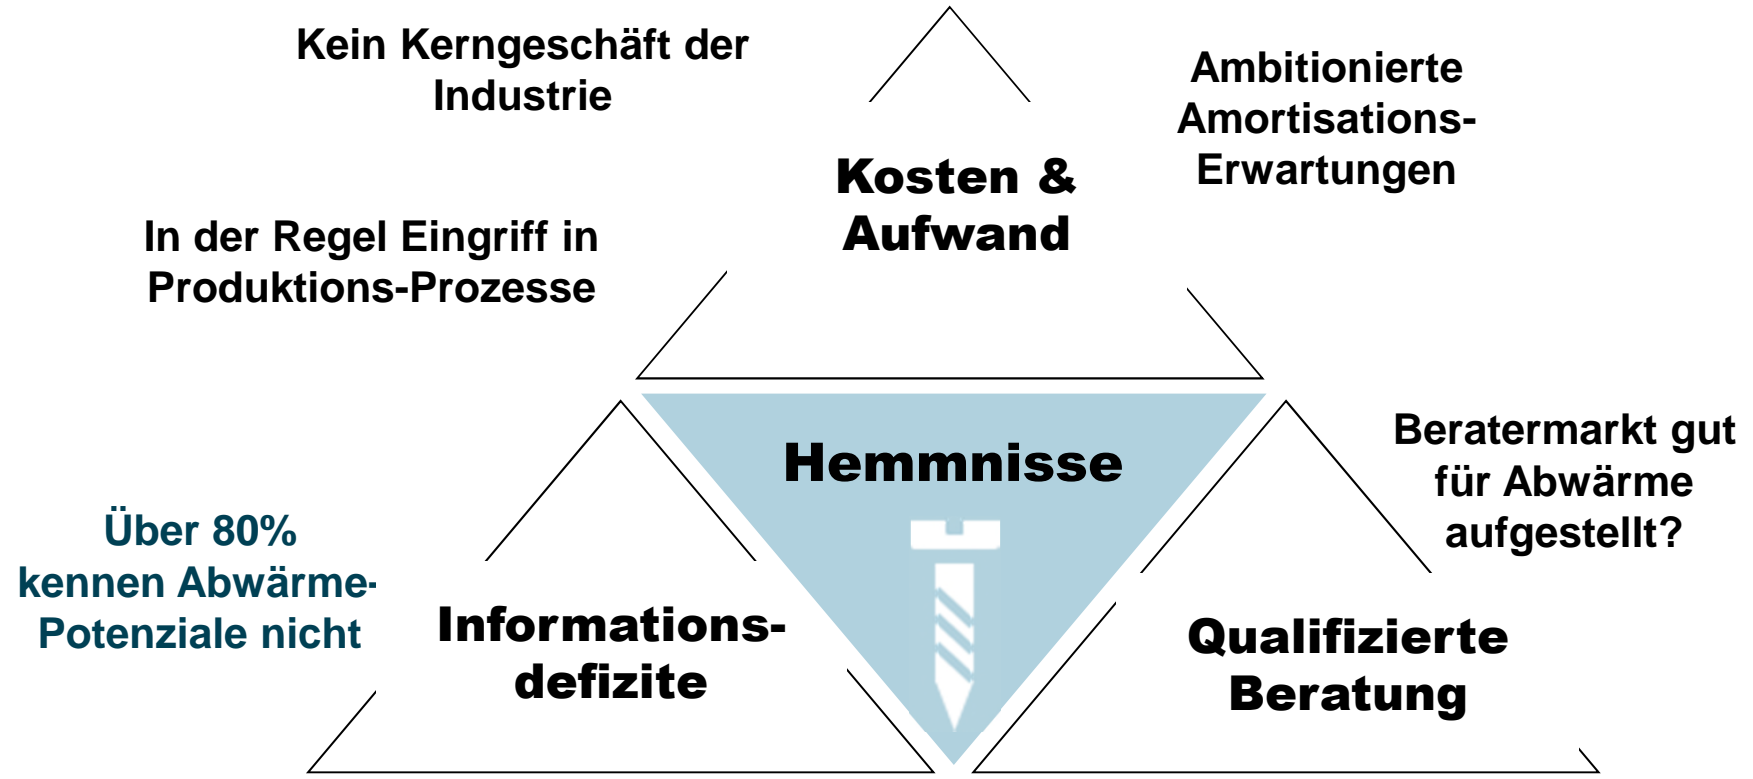 Kein Kerngeschäft der
Industrie
Ambitionierte
Amortisations-
Erwartungen
Kosten &
Aufwand
In der Regel Eingriff in
Produktions-Prozesse
Hemmnisse
Beratermarkt gut
für Abwärme
aufgestellt?
Über 80%
kennen Abwärme-
Potenziale nicht
Informations-
defizite
Qualifizierte
Beratung